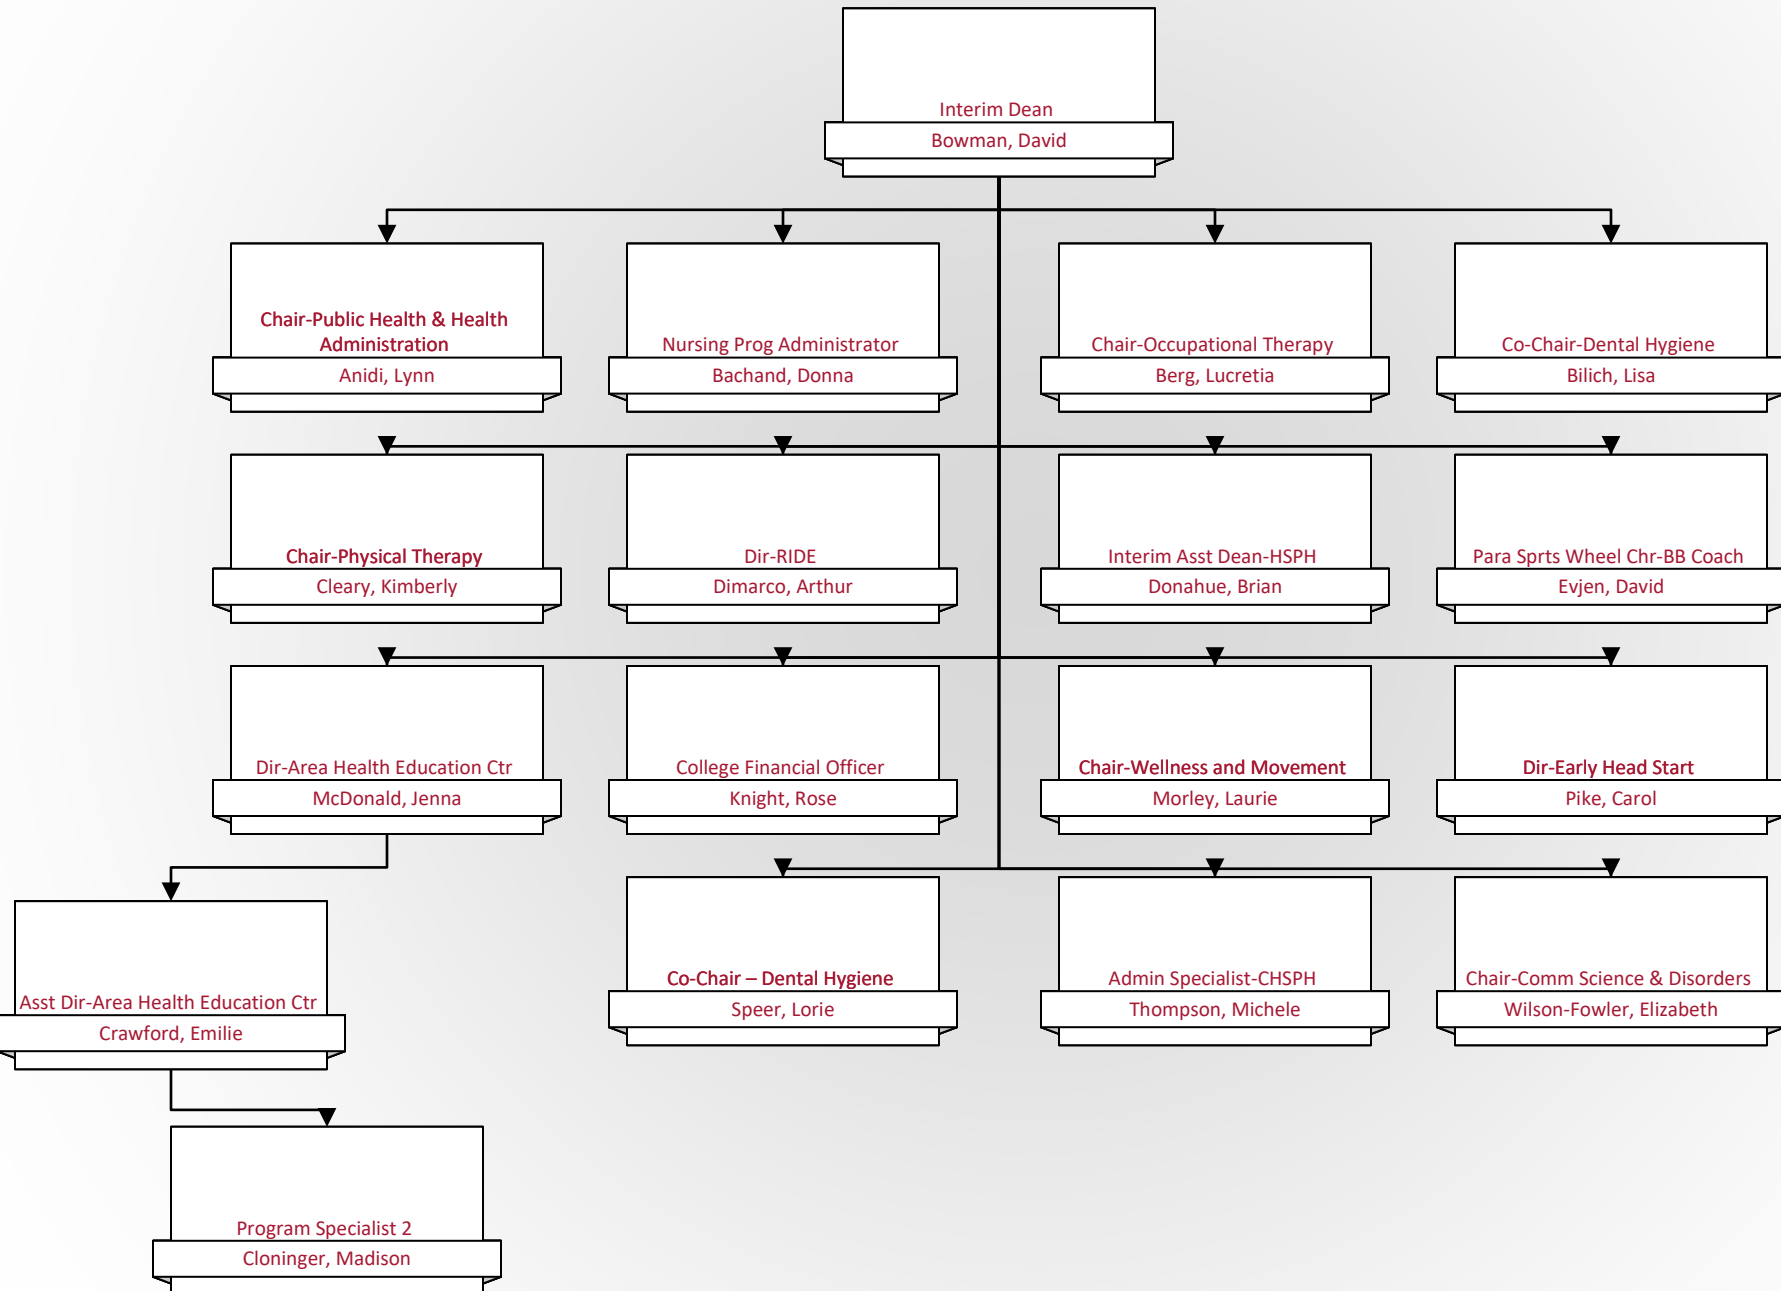 Interim Dean
Bowman, David
Chair-Public Health & Health
Administration
Anidi, Lynn
Nursing Prog Administrator
Bachand, Donna
Chair-Occupational Therapy
Berg, Lucretia
Co-Chair-Dental Hygiene
Bilich, Lisa
Chair-Physical Therapy
Cleary, Kimberly
Dir-RIDE
Dimarco, Arthur
Interim Asst Dean-HSPH
Donahue, Brian
Para Sprts Wheel Chr-BB Coach
Evjen, David
Dir-Area Health Education Ctr
McDonald, Jenna
College Financial Officer
Knight, Rose
Chair-Wellness and Movement
Morley, Laurie
Dir-Early Head Start
Pike, Carol
Asst Dir-Area Health Education Ctr
Crawford, Emilie
Co-Chair – Dental Hygiene
Speer, Lorie
Admin Specialist-CHSPH
Thompson, Michele
Chair-Comm Science & Disorders
Wilson-Fowler, Elizabeth
Program Specialist 2
Cloninger, Madison